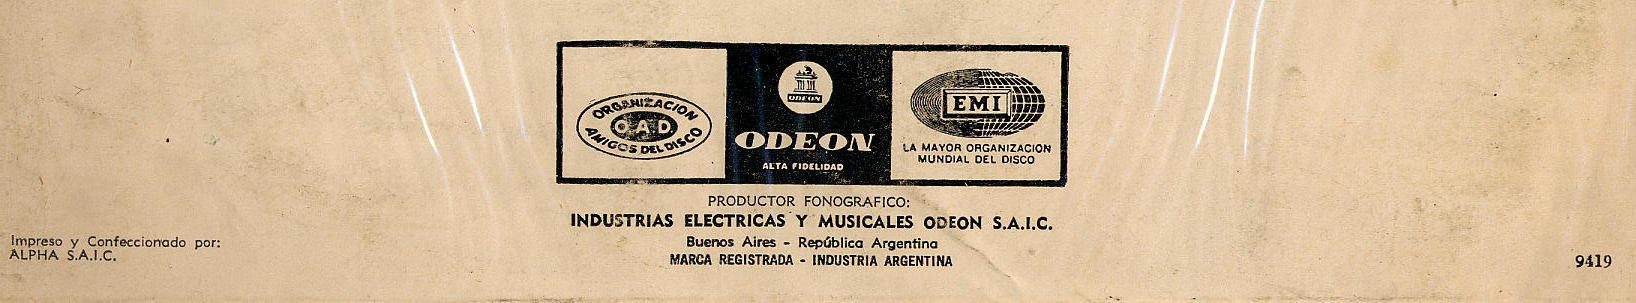 ORGANIZACION
OAD
AMIGOS DEL DISCO
ODEON
ODEON
ALTA FIDELIDAD
EMI
LA MAYOR ORGANIZACION
MUNDIAL DEL DISCO
PRODUCTOR FONOGRAFICO:
INDUSTRIAS ELECTRICAS Y MUSICALES ODEON S.A.I.C.
Buenos Aires - República Argentina
MARCA REGISTRADA - INDUSTRIA ARGENTINA
Impreso y Confeccionado por:
ALPHA S.A.I.C.
9419